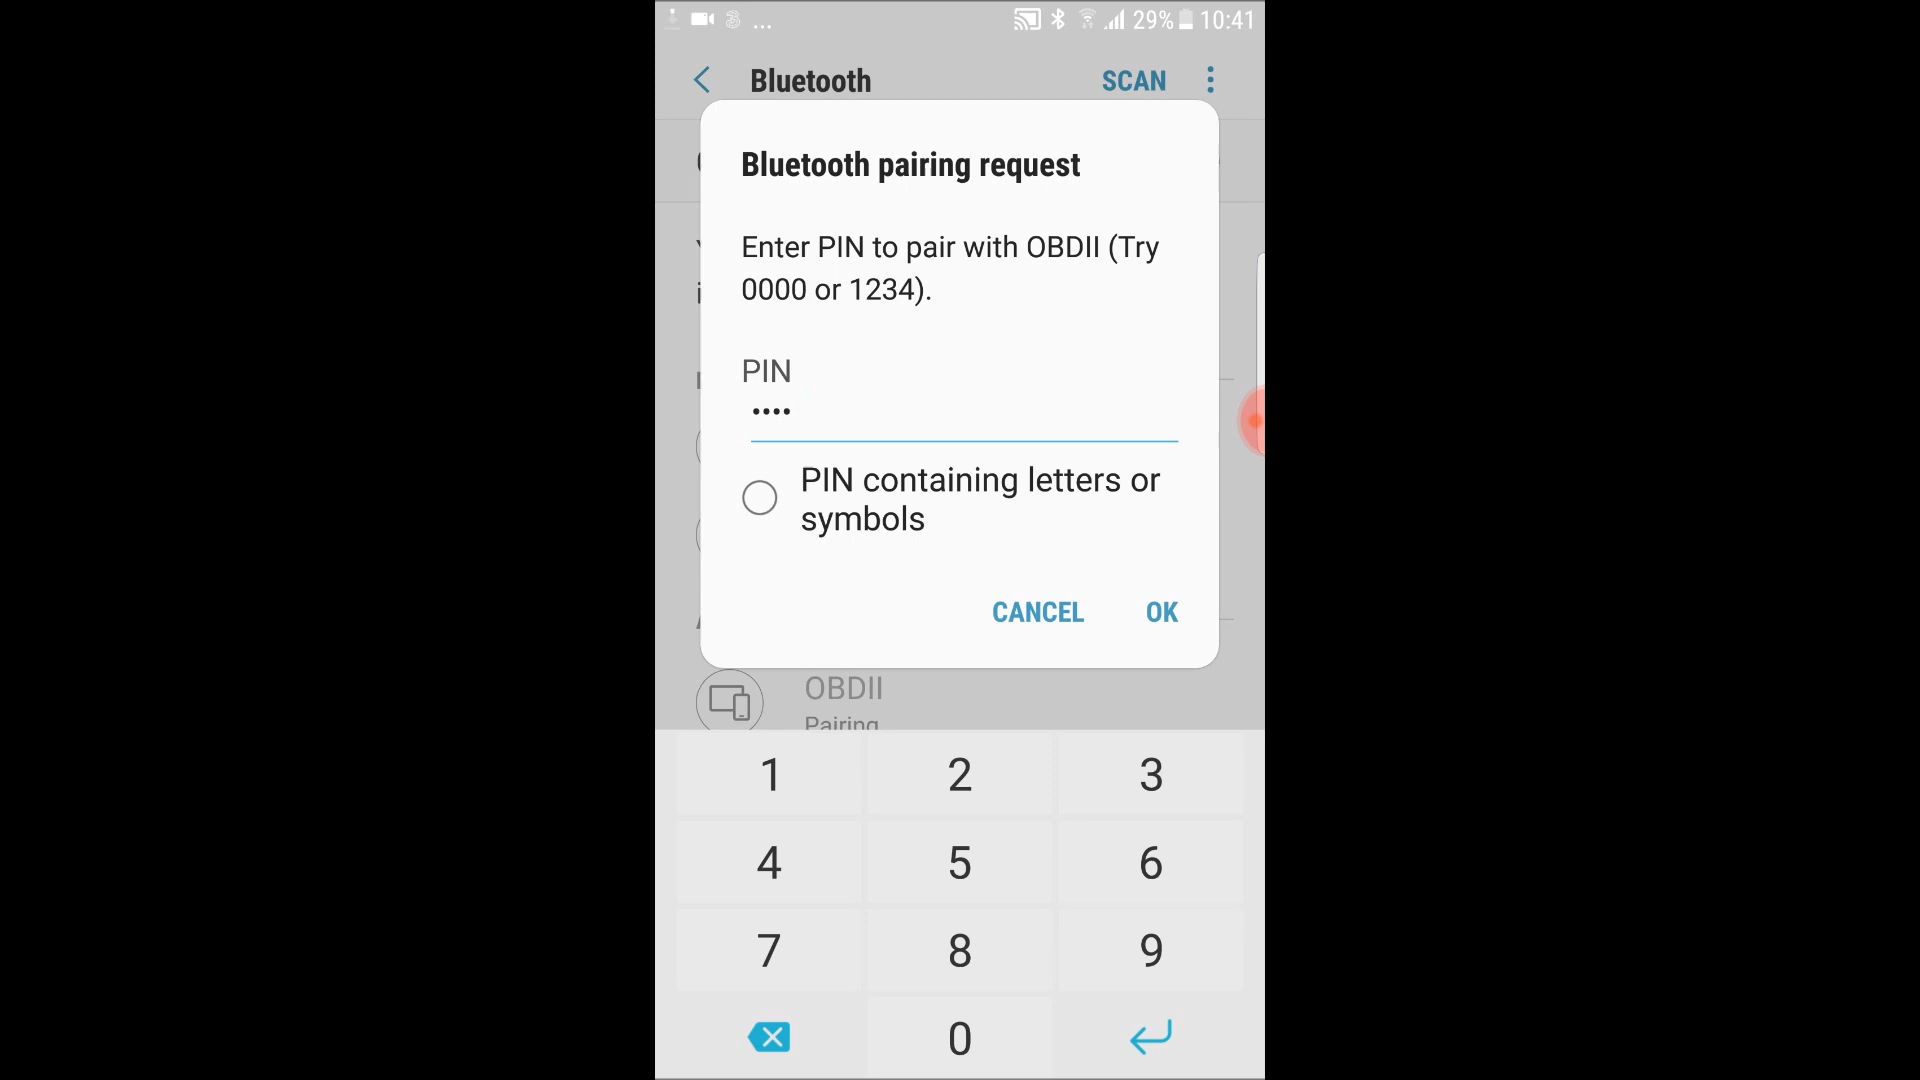 3 ... 29% 10:41
Bluetooth SCAN
Bluetooth pairing request
Enter PIN to pair with OBDII (Try
0000 or 1234).
PIN
••••
PIN containing letters or
symbols
CANCEL OK
OBDII
Pairing
1 2 3
4 5 6
7 8 9
0